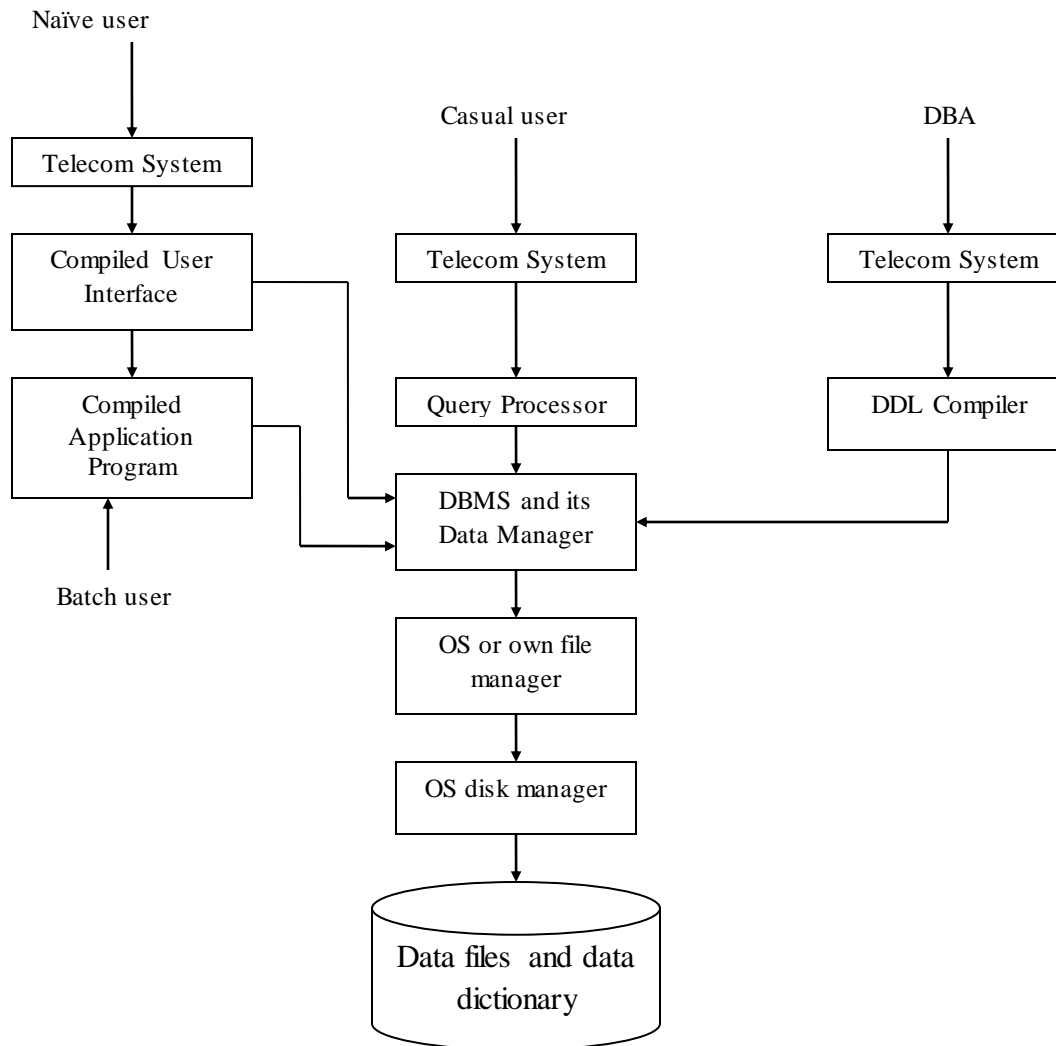 Naïve user
Casual user
DBA
Telecom System
Compiled User
Interface
Telecom System
Telecom System
Compiled
Application
Program
Query Processor
DDL Compiler
DBMS and its
Data Manager
Batch user
OS or own file
manager
OS disk manager
Data files and data
dictionary